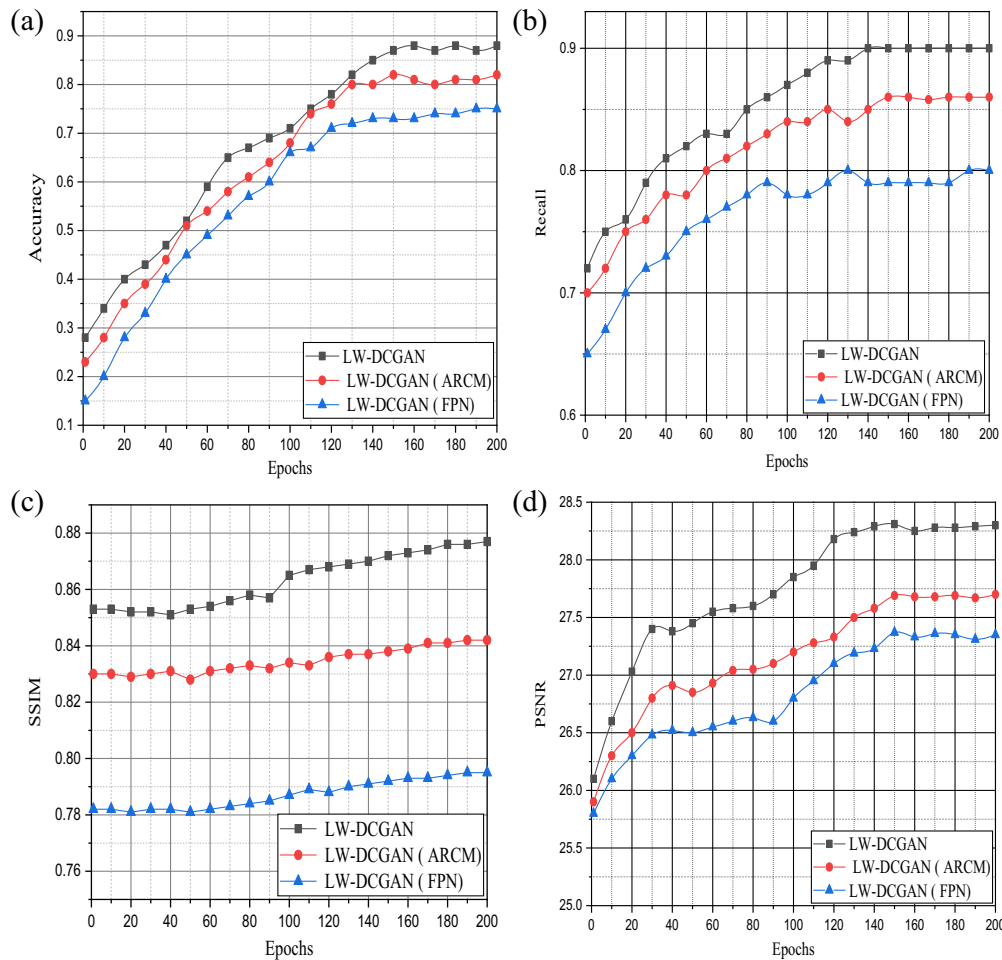 (a)
0.9
0.8
0.7
0.6
0.5
0.4
0.3
0.2
0.1
Accuracy
0 20 40 60 80 100 120 140 160 180 200
Epochs
LW-DCGAN
LW-DCGAN ( ARCM)
LW-DCGAN ( FPN)
(b)
0.9
0.8
0.7
0.6
Recall
0 20 40 60 80 100 120 140 160 180 200
Epochs
LW-DCGAN
LW-DCGAN ( ARCM)
LW-DCGAN ( FPN)
(c)
0.88
0.86
0.84
0.82
0.80
0.78
0.76
SSIM
0 20 40 60 80 100 120 140 160 180 200
Epochs
LW-DCGAN
LW-DCGAN ( ARCM)
LW-DCGAN ( FPN)
(d)
28.5
28.0
27.5
27.0
26.5
26.0
25.5
25.0
PSNR
0 20 40 60 80 100 120 140 160 180 200
Epochs
LW-DCGAN
LW-DCGAN ( ARCM)
LW-DCGAN ( FPN)